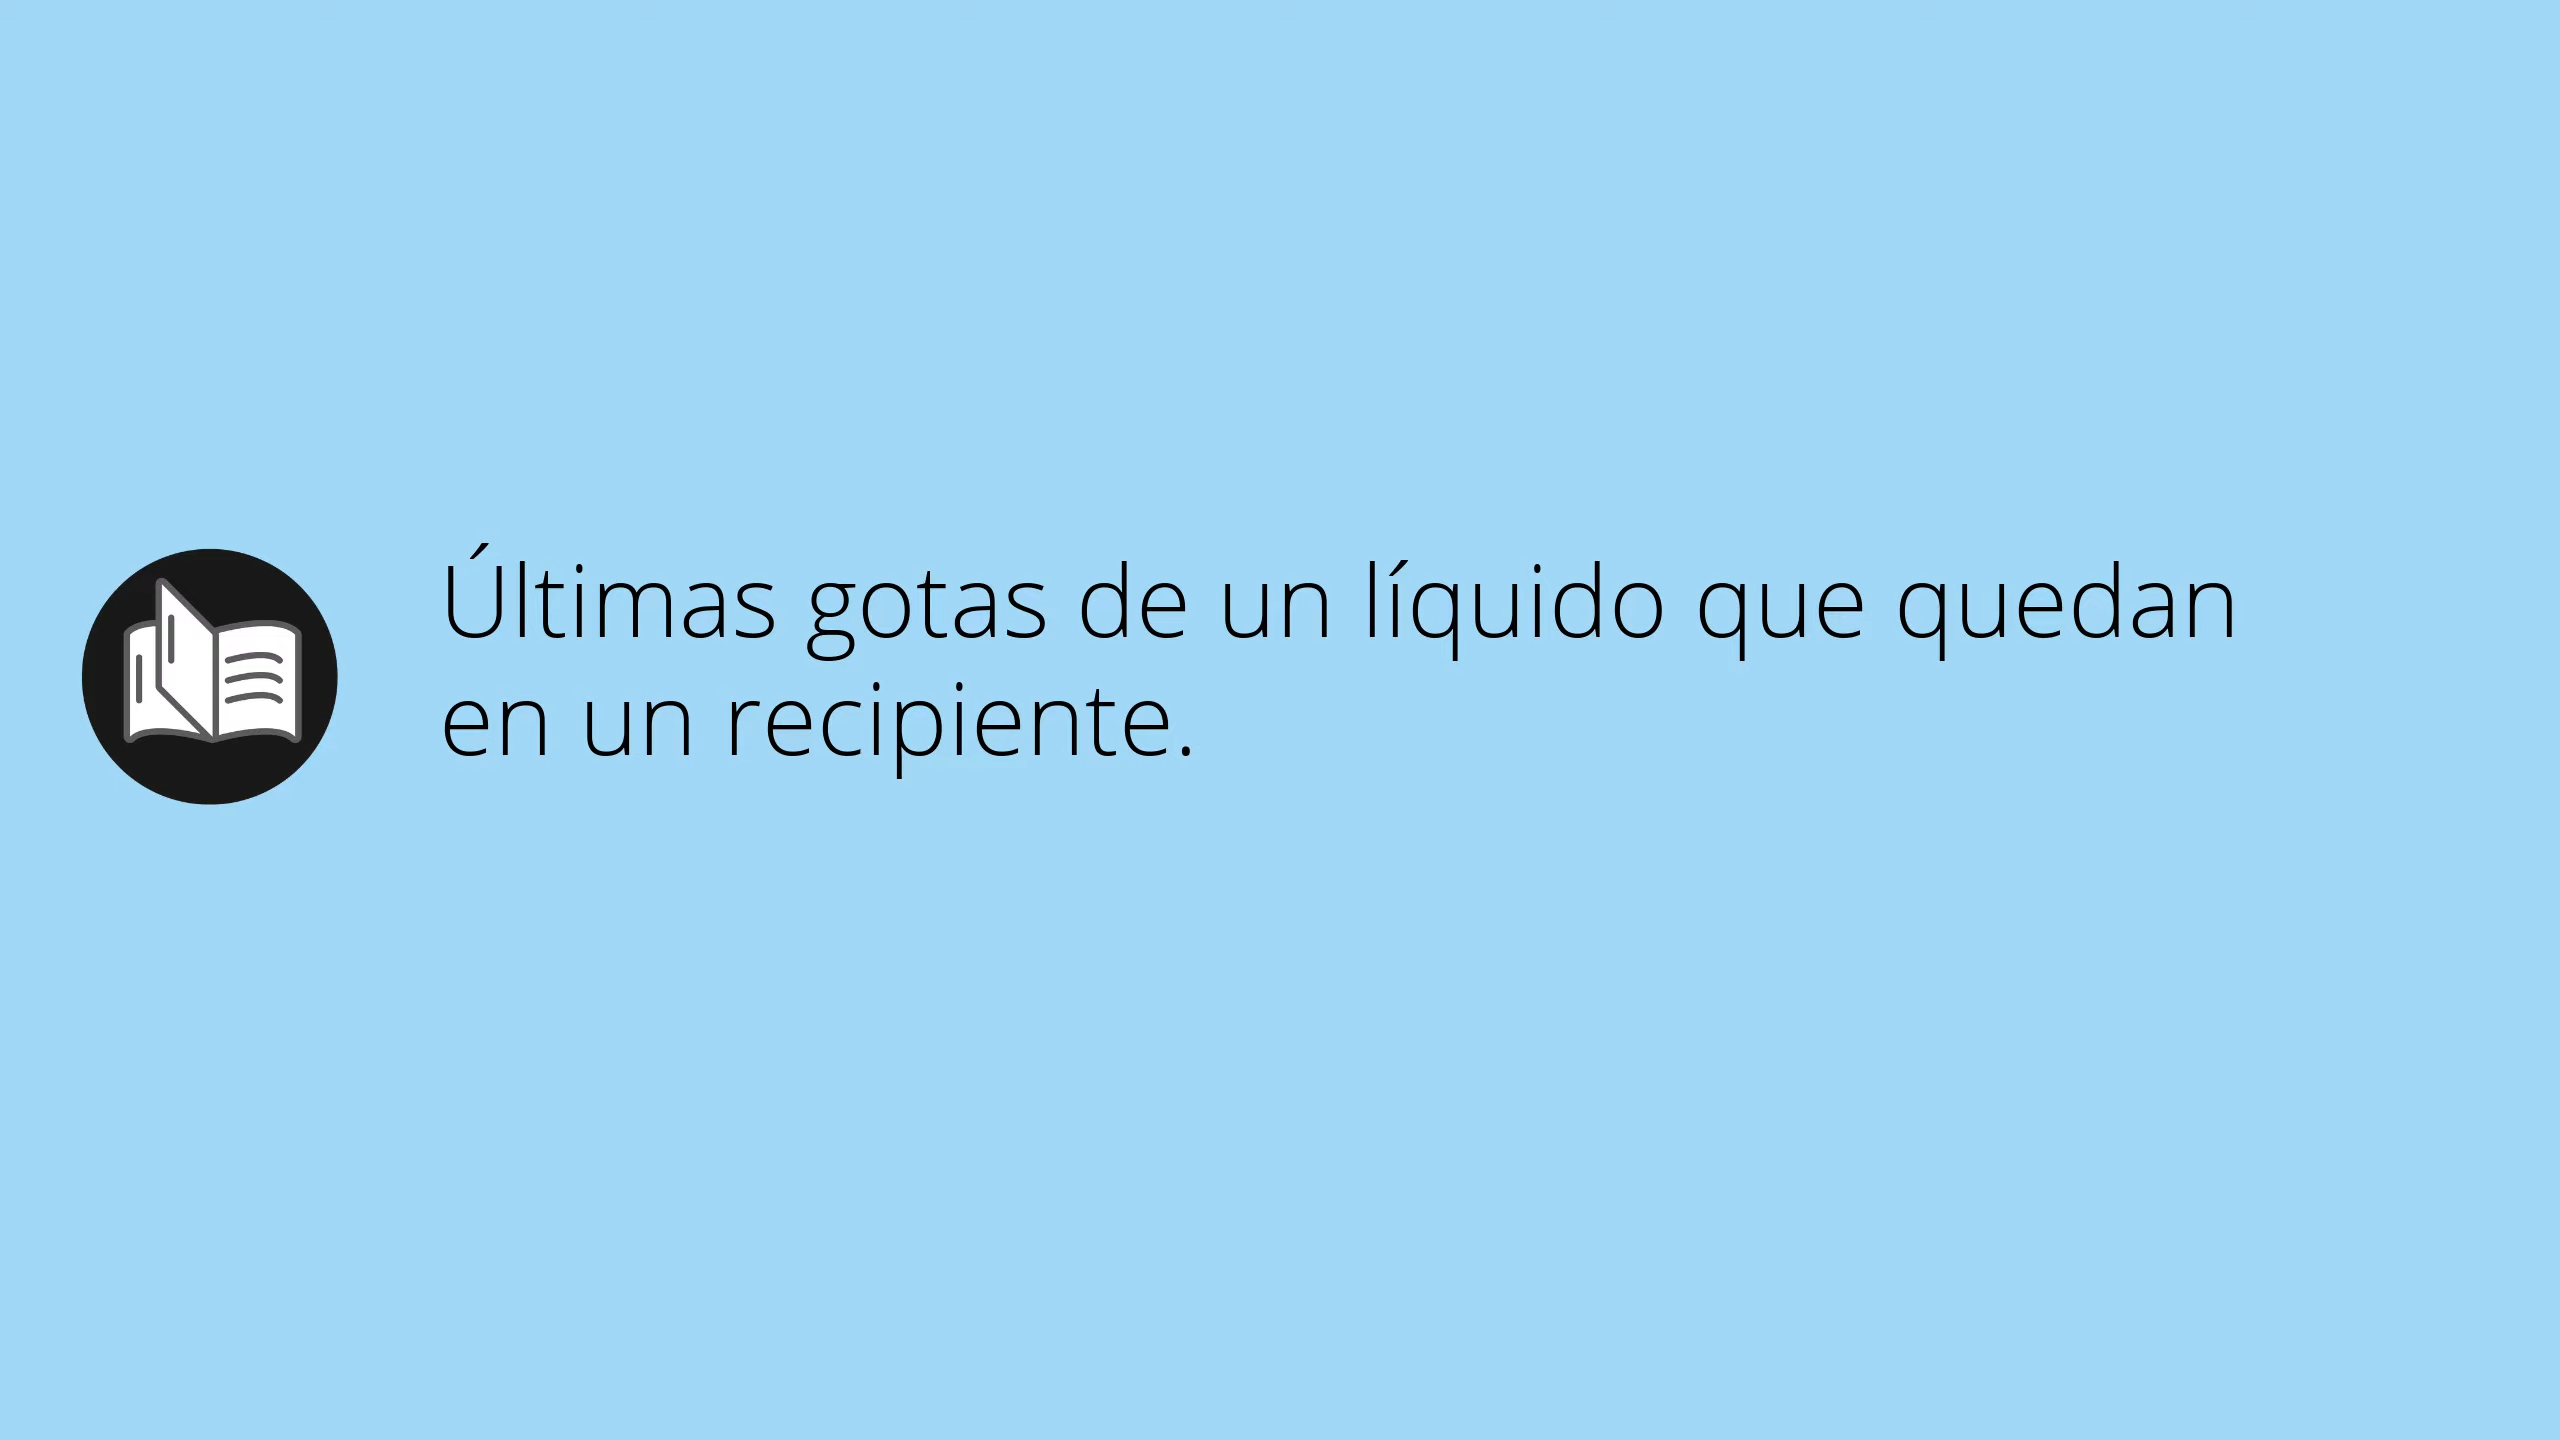 Últimas gotas de un líquido que quedan
en un recipiente.